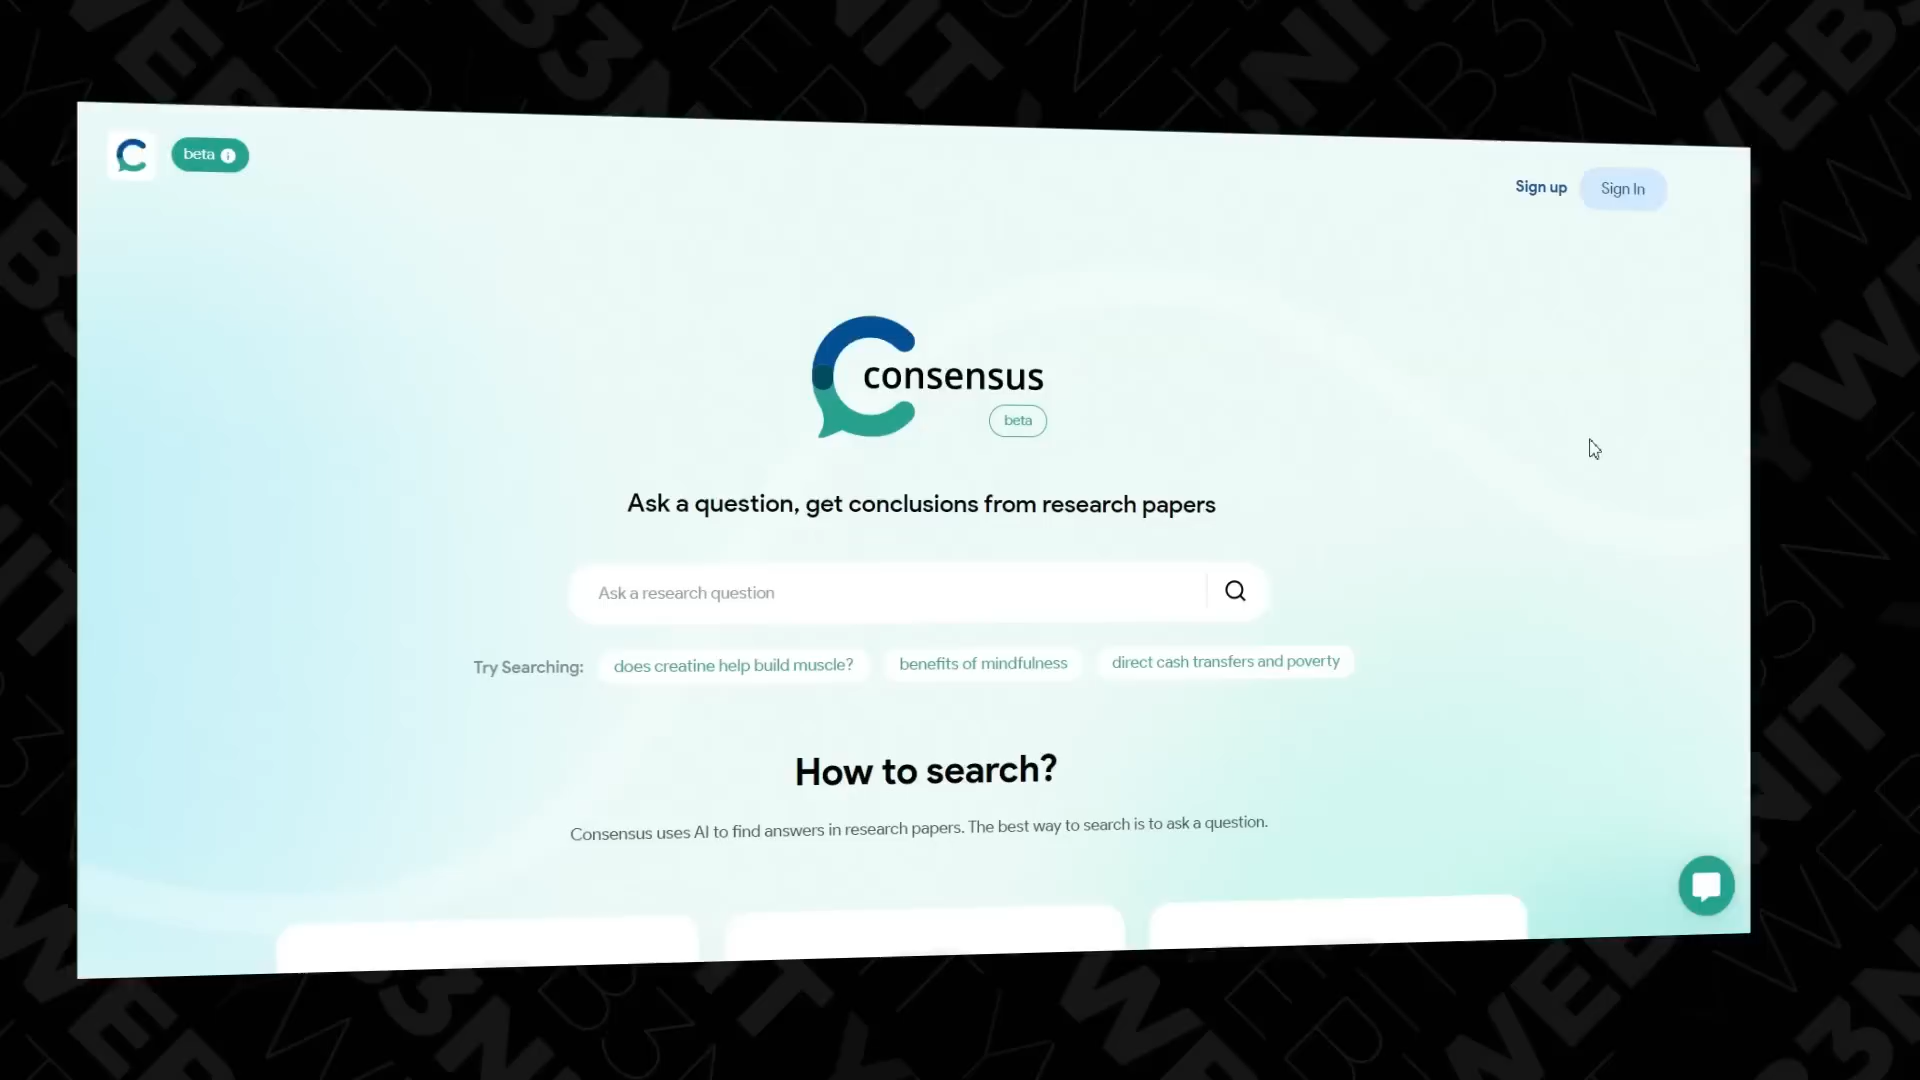 beta
Sign up
Sign In
consensus
beta
Ask a question, get conclusions from research papers
Ask a research question
Try Searching:
does creatine help build muscle?
benefits of mindfulness
direct cash transfers and poverty
How to search?
Consensus uses AI to find answers in research papers. The best way to search is to ask a question.